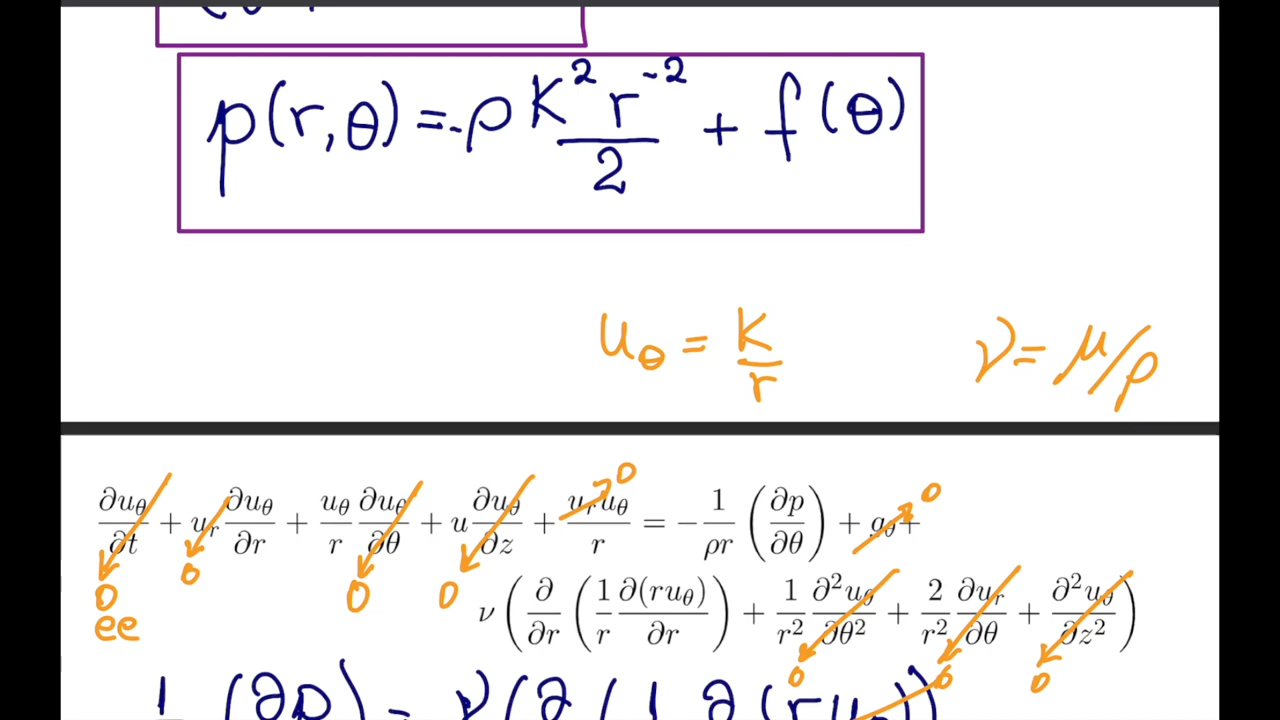 p(r,θ) = -ρ K² r⁻² / 2 + f(θ)
u_θ = K / r
ν = μ/ρ
∂u_θ/∂t + u_r ∂u_θ/∂r + u_θ/r ∂u_θ/∂θ + u ∂u_θ/∂z + u_r u_θ/r = -1/(ρr) (∂p/∂θ) + g_θ +
0 0 0 0 0 0
ee
ν (∂/∂r (1/r ∂(ru_θ)/∂r) + 1/r² ∂²u_θ/∂θ² + 2/r² ∂u_r/∂θ + ∂²u_θ/∂z²)
0 0 0